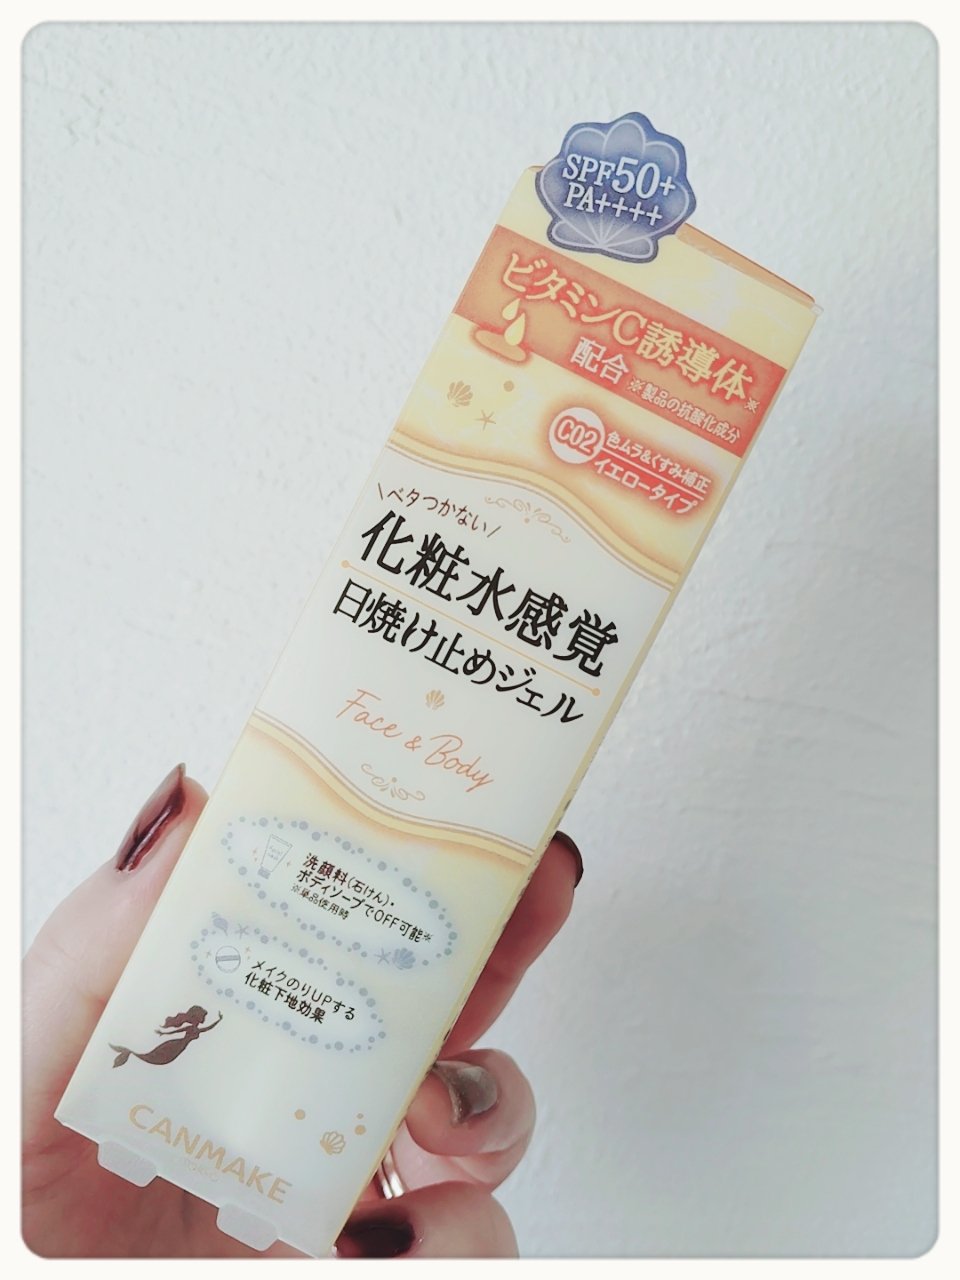 SPF50+
PA++++
ビタミンC誘導体※
配合 ※製品の抗酸化成分
C02 色ムラ&くすみ補正
イエロータイプ
\ベタつかない/
化粧水感覚
日焼け止めジェル
Face & Body
洗顔料(石けん)・
ボディソープでOFF可能※
※単品使用時
メイクのりUPする
化粧下地効果
CANMAKE